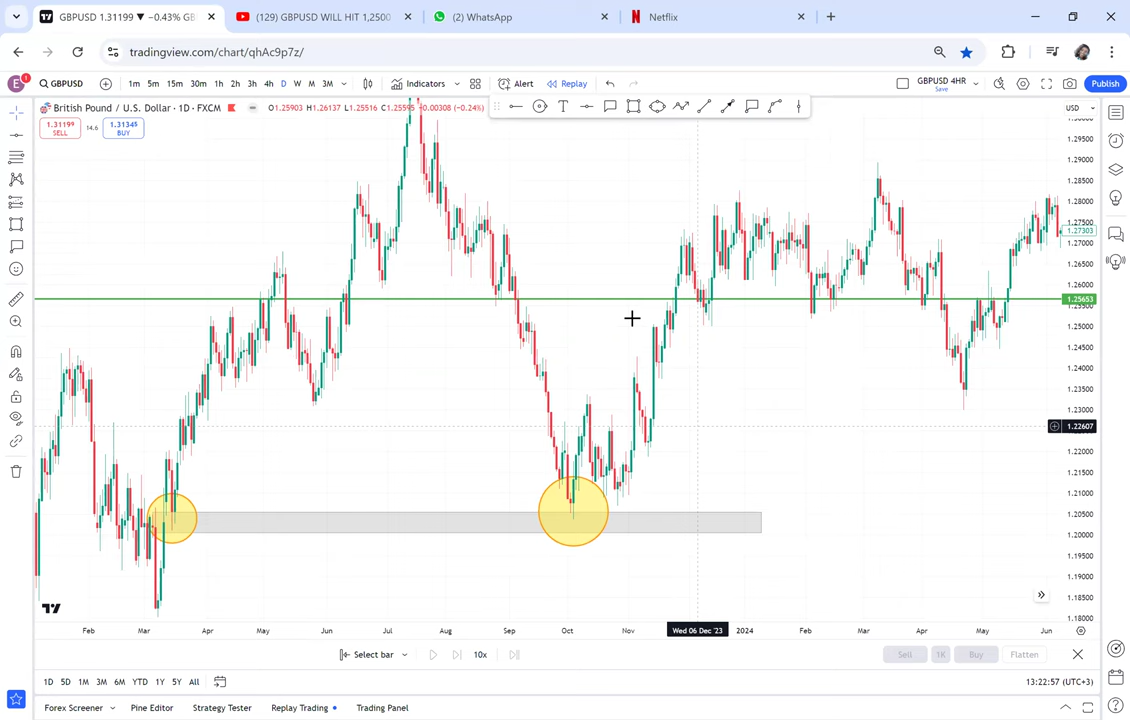 GBPUSD 1.31199 ▼ −0.43% GB
(129) GBPUSD WILL HIT 1,2500
(2) WhatsApp
Netflix
tradingview.com/chart/qhAc9p7z/
E
1
GBPUSD
1m 5m 15m 30m 1h 2h 3h 4h D W M 3M
Indicators
Alert
Replay
GBPUSD 4HR
Save
Publish
British Pound / U.S. Dollar · 1D · FXCM
O1.25903 H1.26137 L1.25516 C1.25595 −0.00308 (−0.24%)
USD
1.31199
SELL
14.6
1.31345
BUY
1.29500
1.29000
1.28500
1.28000
1.27500
1.27303
1.27000
1.26500
1.26000
1.25653
1.25000
1.24500
1.24000
1.23500
1.23000
1.22607
1.22000
1.21500
1.21000
1.20500
1.20000
1.19500
1.19000
1.18500
1.18000
Feb Mar Apr May Jun Jul Aug Sep Oct Nov Wed 06 Dec '23 2024 Feb Mar Apr May Jun
Select bar
10x
Sell 1K Buy Flatten
1D 5D 1M 3M 6M YTD 1Y 5Y All
13:22:57 (UTC+3)
Forex Screener Pine Editor Strategy Tester Replay Trading Trading Panel